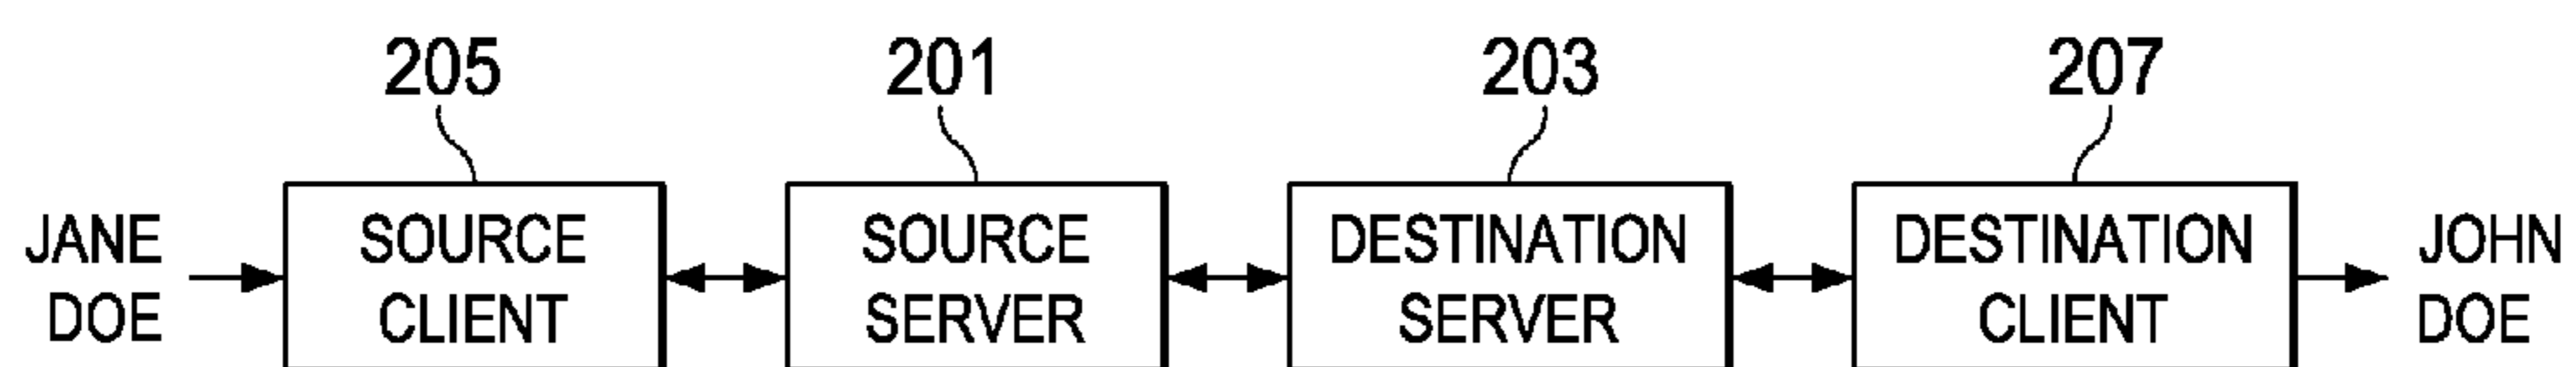 205
201
203
207
JANE
DOE
SOURCE
CLIENT
SOURCE
SERVER
DESTINATION
SERVER
DESTINATION
CLIENT
JOHN
DOE